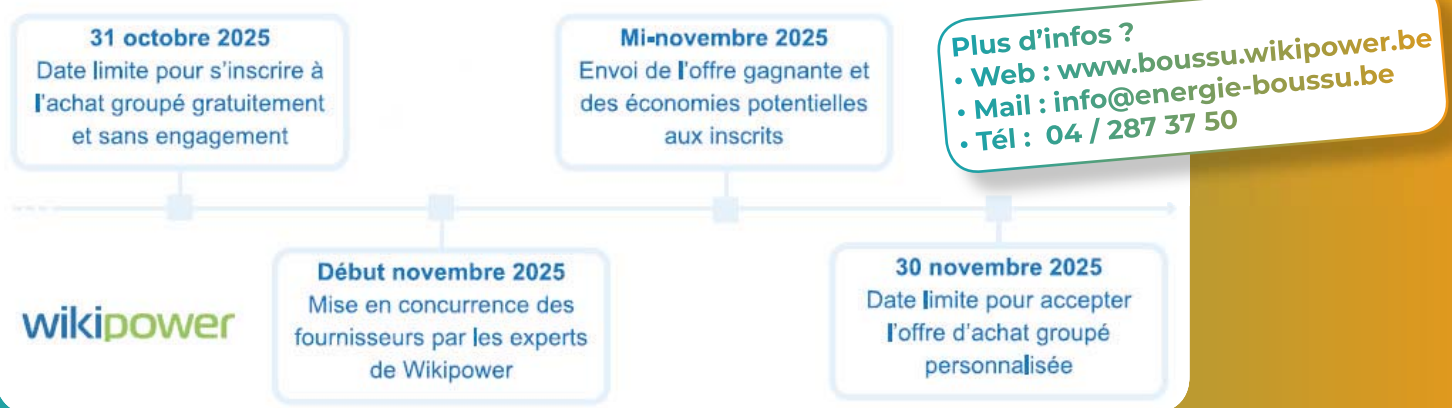 31 octobre 2025
Date limite pour s'inscrire à
l'achat groupé gratuitement
et sans engagement
Mi-novembre 2025
Envoi de l'offre gagnante et
des économies potentielles
aux inscrits
Plus d'infos ?
• Web : www.boussu.wikipower.be
• Mail : info@energie-boussu.be
• Tél : 04 / 287 37 50
Début novembre 2025
Mise en concurrence des
fournisseurs par les experts
de Wikipower
30 novembre 2025
Date limite pour accepter
l'offre d'achat groupé
personnalisée
wikipower